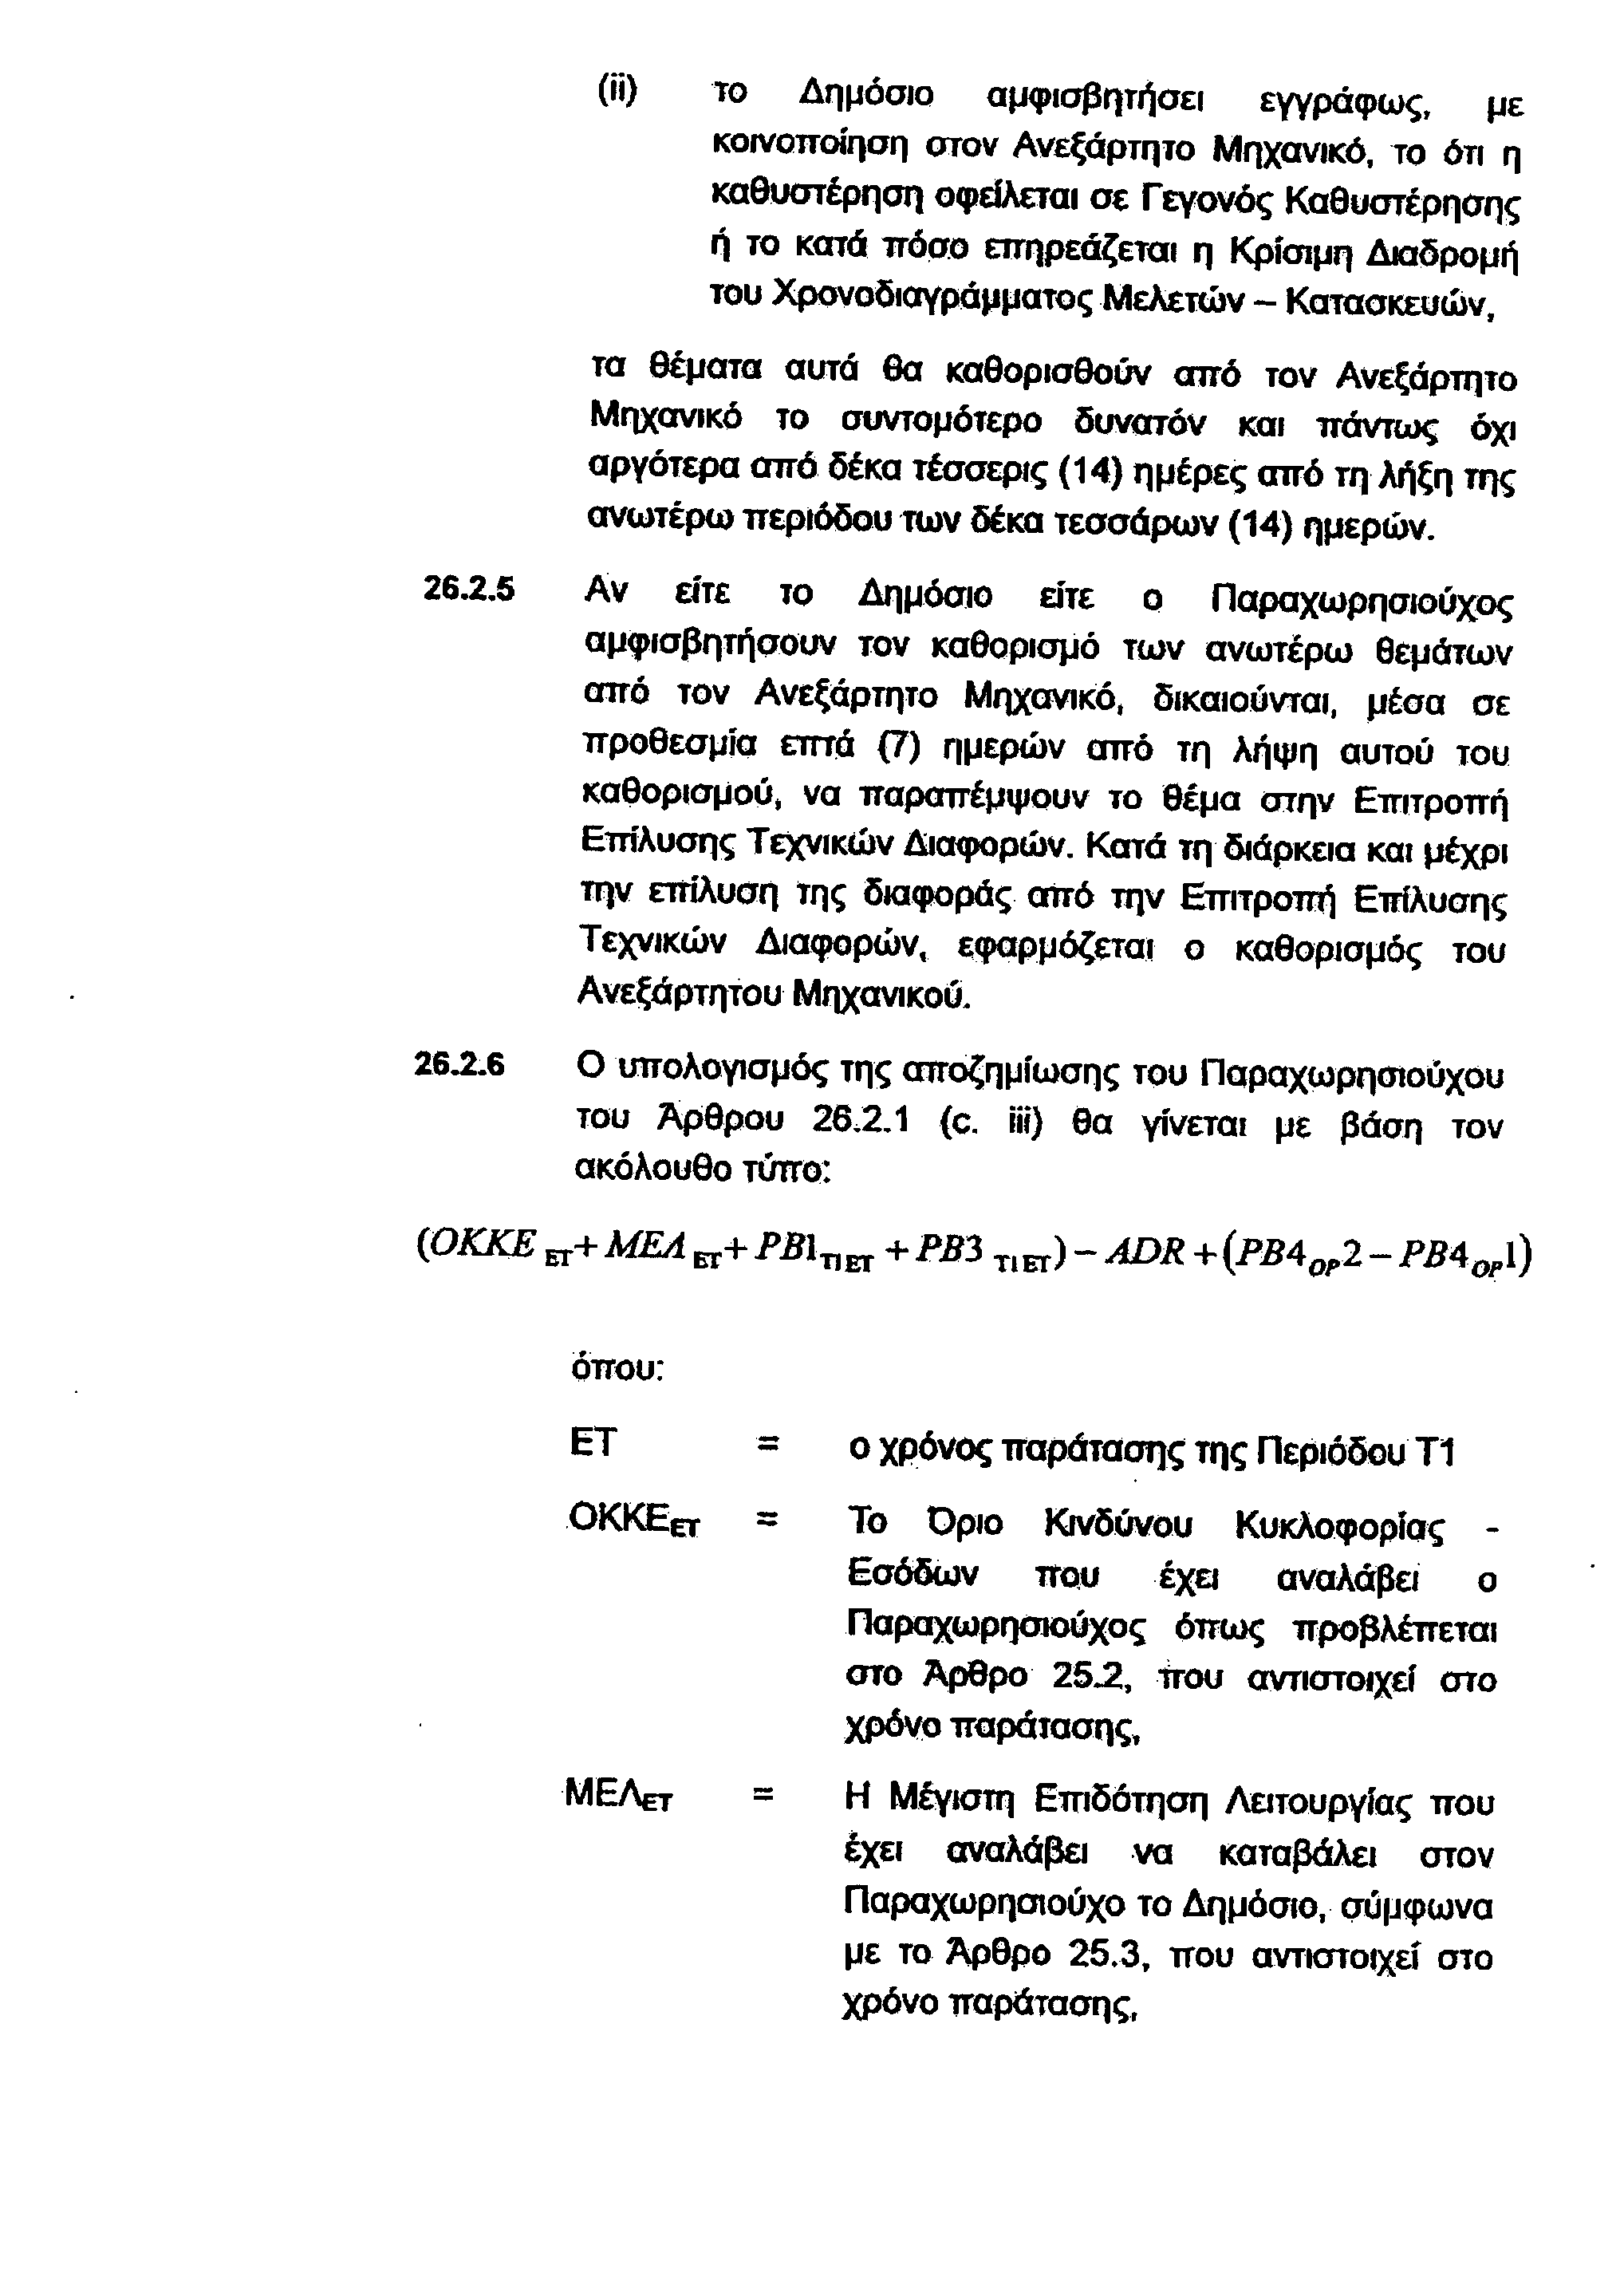 (ii) το Δημόσιο αμφισβητήσει εγγράφως, με
κοινοποίηση στον Ανεξάρτητο Μηχανικό, το ότι η
καθυστέρηση οφείλεται σε Γεγονός Καθυστέρησης
ή το κατά πόσο επηρεάζεται η Κρίσιμη Διαδρομή
του Χρονοδιαγράμματος Μελετών – Κατασκευών,
τα θέματα αυτά θα καθορισθούν από τον Ανεξάρτητο
Μηχανικό το συντομότερο δυνατόν και πάντως όχι
αργότερα από δέκα τέσσερις (14) ημέρες από τη λήξη της
ανωτέρω περιόδου των δέκα τεσσάρων (14) ημερών.
26.2.5 Αν είτε το Δημόσιο είτε ο Παραχωρησιούχος
αμφισβητήσουν τον καθορισμό των ανωτέρω θεμάτων
από τον Ανεξάρτητο Μηχανικό, δικαιούνται, μέσα σε
προθεσμία επτά (7) ημερών από τη λήψη αυτού του
καθορισμού, να παραπέμψουν το θέμα στην Επιτροπή
Επίλυσης Τεχνικών Διαφορών. Κατά τη διάρκεια και μέχρι
την επίλυση της διαφοράς από την Επιτροπή Επίλυσης
Τεχνικών Διαφορών, εφαρμόζεται ο καθορισμός του
Ανεξάρτητου Μηχανικού.
26.2.6 Ο υπολογισμός της αποζημίωσης του Παραχωρησιούχου
του Άρθρου 26.2.1 (c. iii) θα γίνεται με βάση τον
ακόλουθο τύπο:
(ΟΚΚΕ ΕΤ + ΜΕΛ ΕΤ + PB1 T1 ET + PB3 T1 ET) – ADR + (PB4 OP 2 – PB4 OP 1)
όπου:
ΕΤ = ο χρόνος παράτασης της Περιόδου Τ1
ΟΚΚΕΕΤ = Το Όριο Κινδύνου Κυκλοφορίας -
Εσόδων που έχει αναλάβει ο
Παραχωρησιούχος όπως προβλέπεται
στο Άρθρο 25.2, που αντιστοιχεί στο
χρόνο παράτασης,
ΜΕΛΕΤ = Η Μέγιστη Επιδότηση Λειτουργίας που
έχει αναλάβει να καταβάλει στον
Παραχωρησιούχο το Δημόσιο, σύμφωνα
με το Άρθρο 25.3, που αντιστοιχεί στο
χρόνο παράτασης,